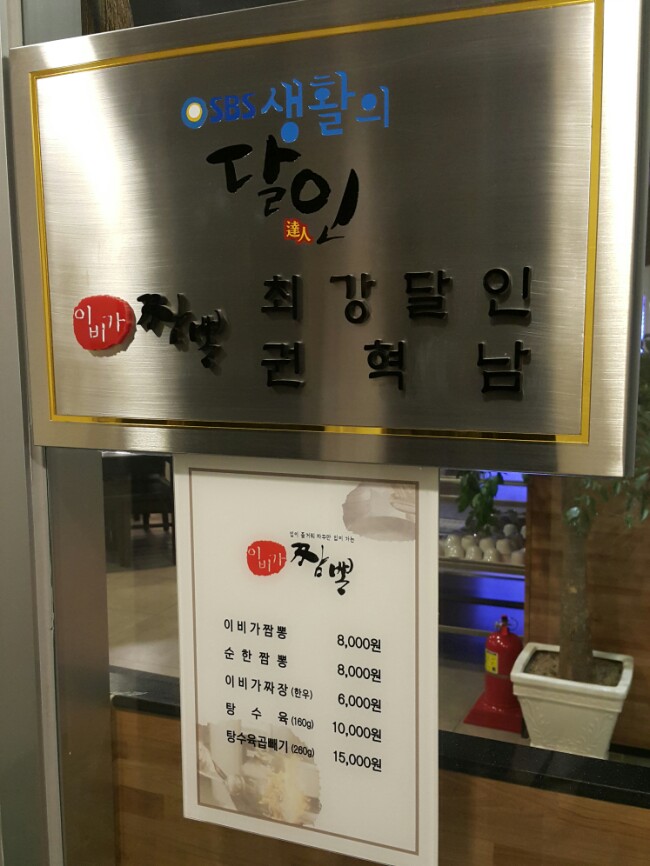 SBS 생활의
달인
達人
이비가 짬뽕
최강달인
권혁남
이비가 짬뽕
이비가짬뽕 8,000원
순한짬뽕 8,000원
이비가짜장 (한우) 6,000원
탕수육 (160g) 10,000원
탕수육곱빼기 (260g) 15,000원